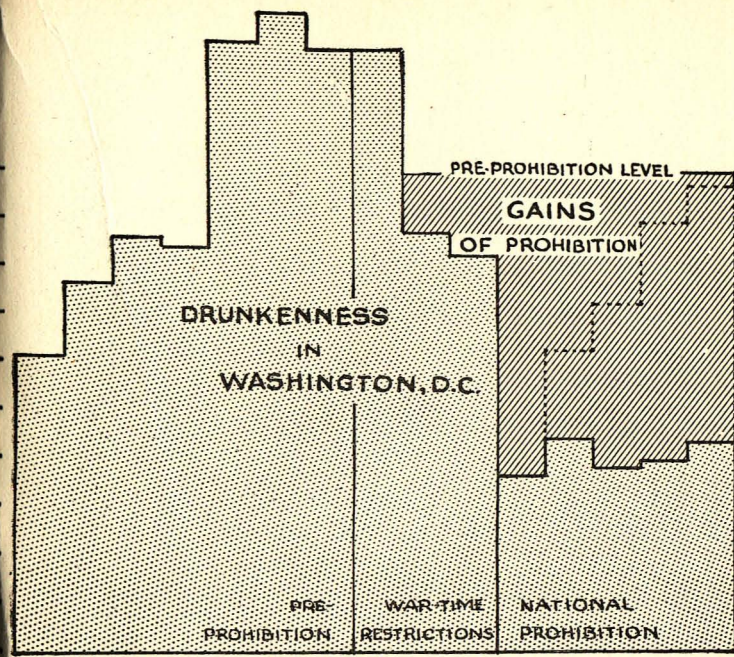 PRE-PROHIBITION LEVEL
GAINS
OF PROHIBITION
DRUNKENNESS
IN
WASHINGTON, D.C.
PRE-
PROHIBITION
WAR-TIME
RESTRICTIONS
NATIONAL
PROHIBITION